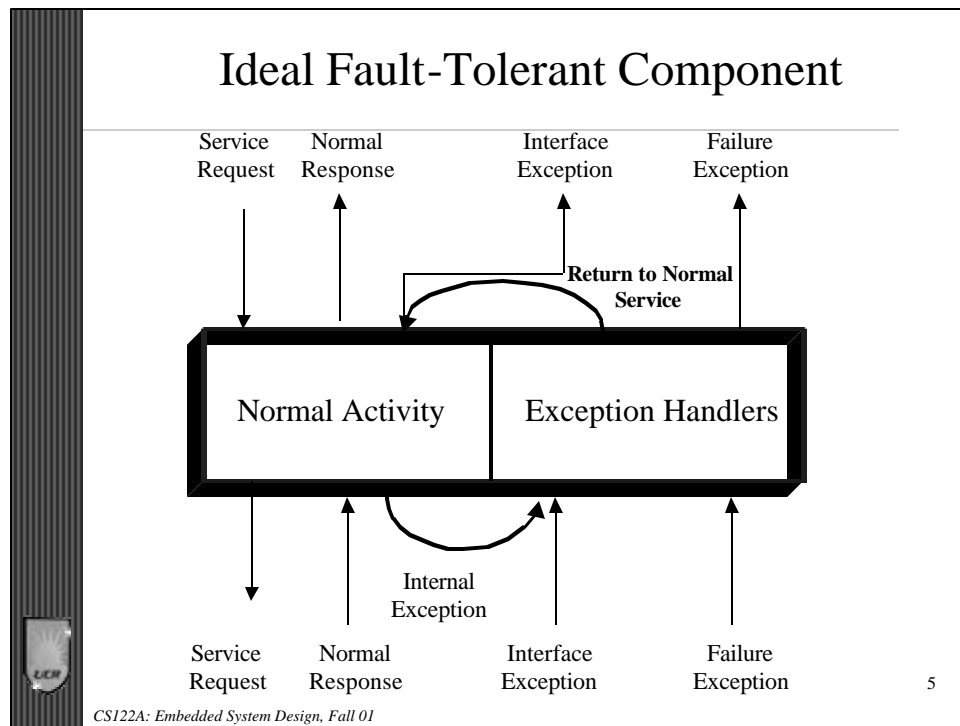 Ideal Fault-Tolerant Component
Service
Request
Normal
Response
Interface
Exception
Failure
Exception
Return to Normal
Service
Normal Activity
Exception Handlers
Internal
Exception
Service
Request
Normal
Response
Interface
Exception
Failure
Exception
UCR
5
CS122A: Embedded System Design, Fall 01